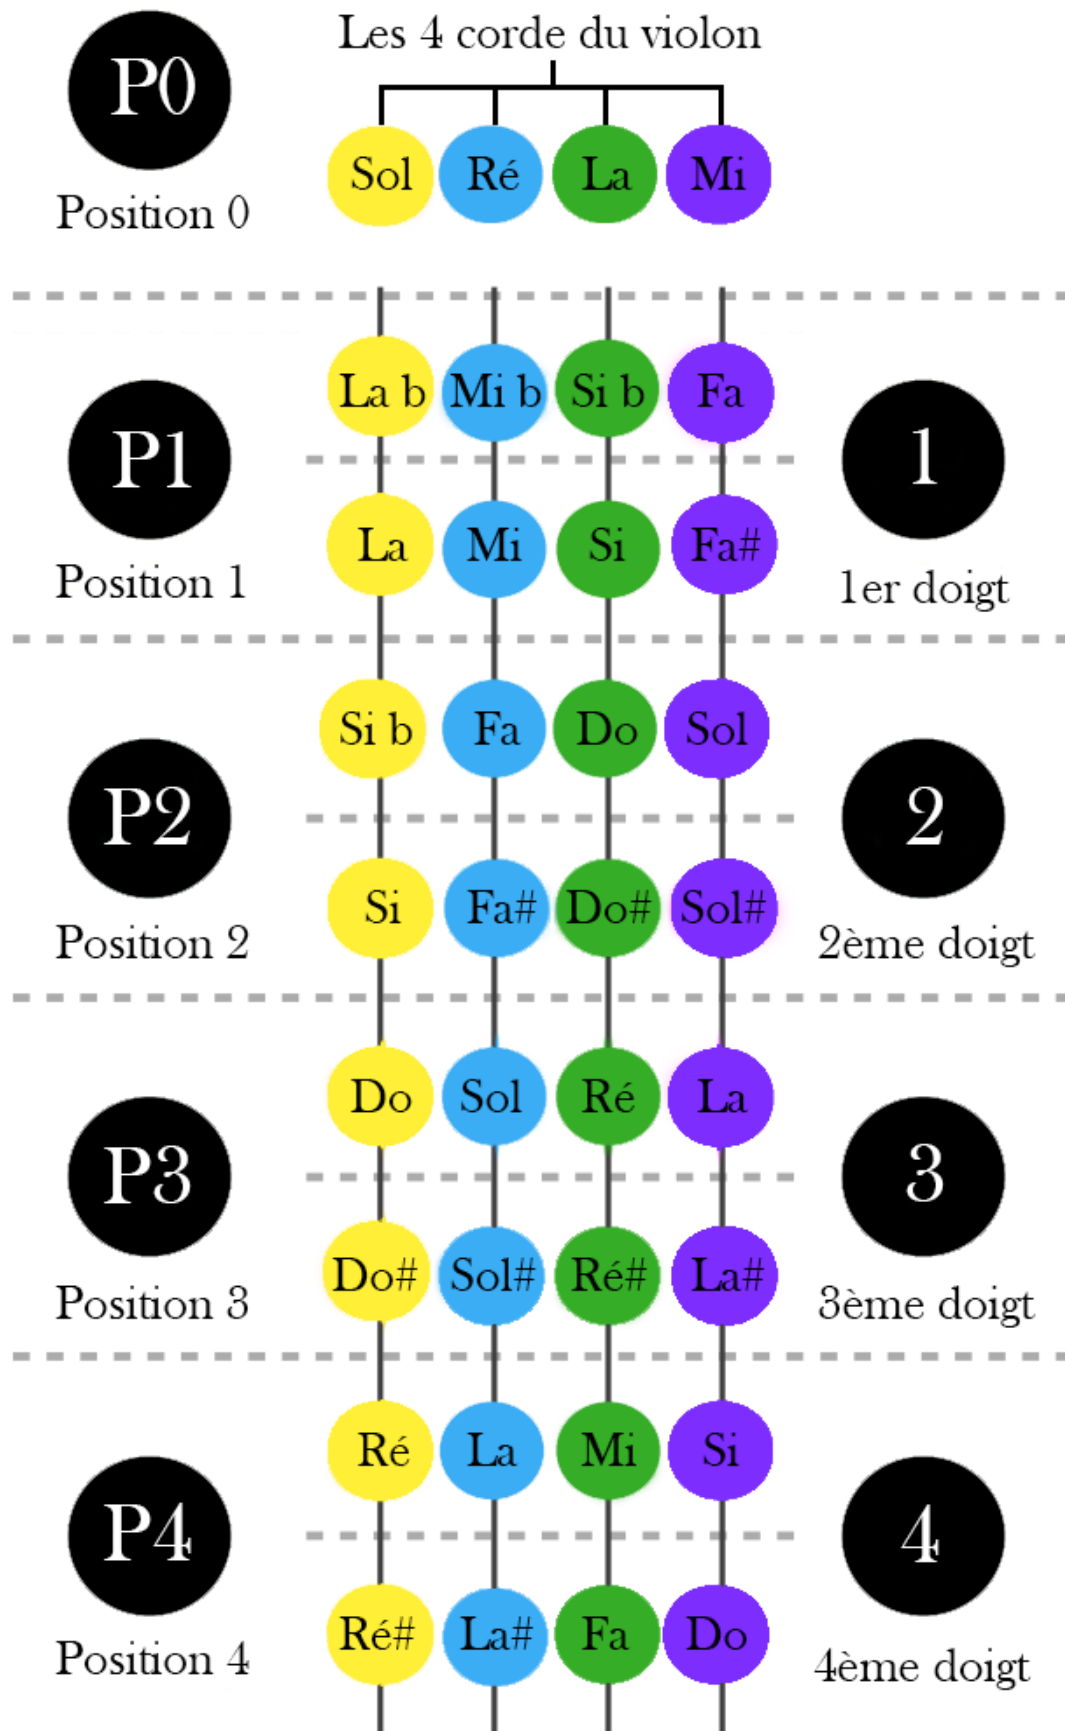 Les 4 corde du violon
P0
Position 0
Sol Ré La Mi
La b Mi b Si b Fa
P1
Position 1
1
1er doigt
La Mi Si Fa#
Si b Fa Do Sol
P2
Position 2
2
2ème doigt
Si Fa# Do# Sol#
Do Sol Ré La
P3
Position 3
3
3ème doigt
Do# Sol# Ré# La#
Ré La Mi Si
P4
Position 4
4
4ème doigt
Ré# La# Fa Do